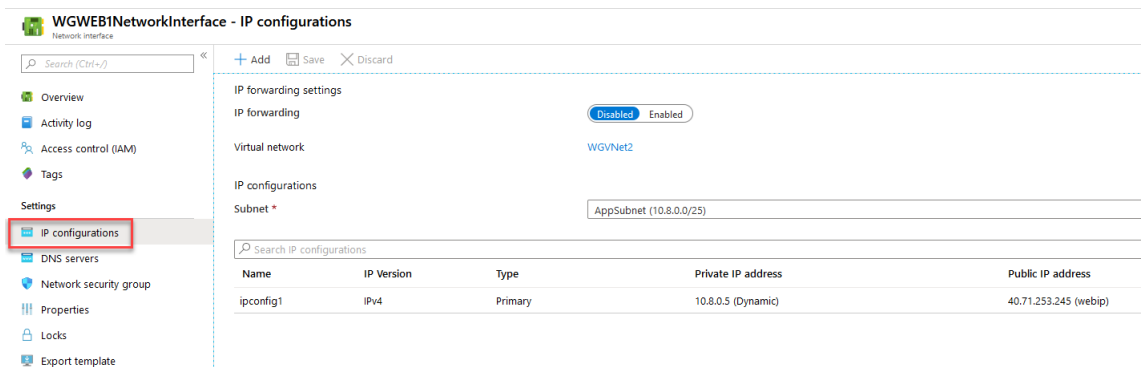 WGWEB1NetworkInterface - IP configurations
Network interface
Search (Ctrl+/)
«
Overview
Activity log
Access control (IAM)
Tags
Settings
IP configurations
DNS servers
Network security group
Properties
Locks
Export template
+ Add Save Discard
IP forwarding settings
IP forwarding Disabled Enabled
Virtual network WGVNet2
IP configurations
Subnet * AppSubnet (10.8.0.0/25)
Search IP configurations
Name IP Version Type Private IP address Public IP address
ipconfig1 IPv4 Primary 10.8.0.5 (Dynamic) 40.71.253.245 (webip)